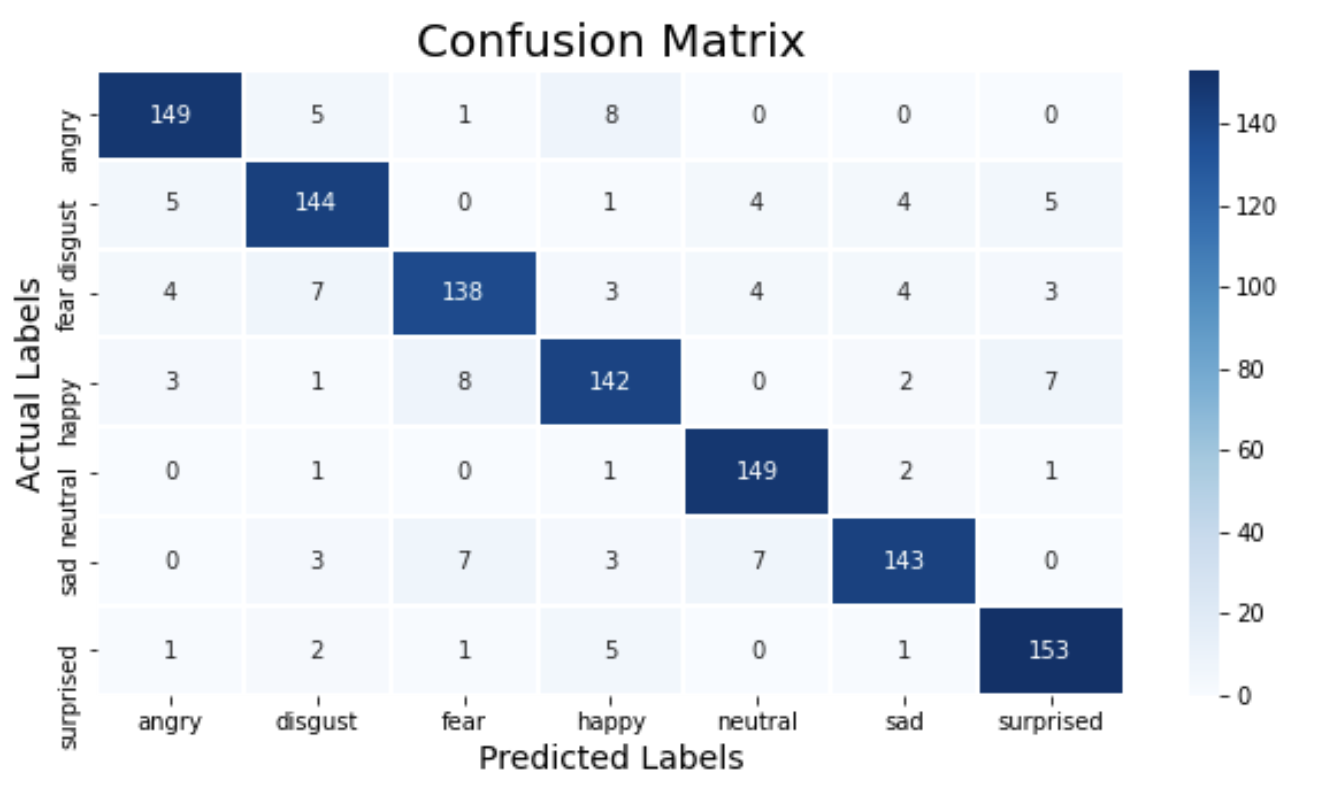 Confusion Matrix
Actual Labels
angry 149 5 1 8 0 0 0
disgust 5 144 0 1 4 4 5
fear 4 7 138 3 4 4 3
happy 3 1 8 142 0 2 7
neutral 0 1 0 1 149 2 1
sad 0 3 7 3 7 143 0
surprised 1 2 1 5 0 1 153
angry disgust fear happy neutral sad surprised
Predicted Labels
140
120
100
80
60
40
20
0